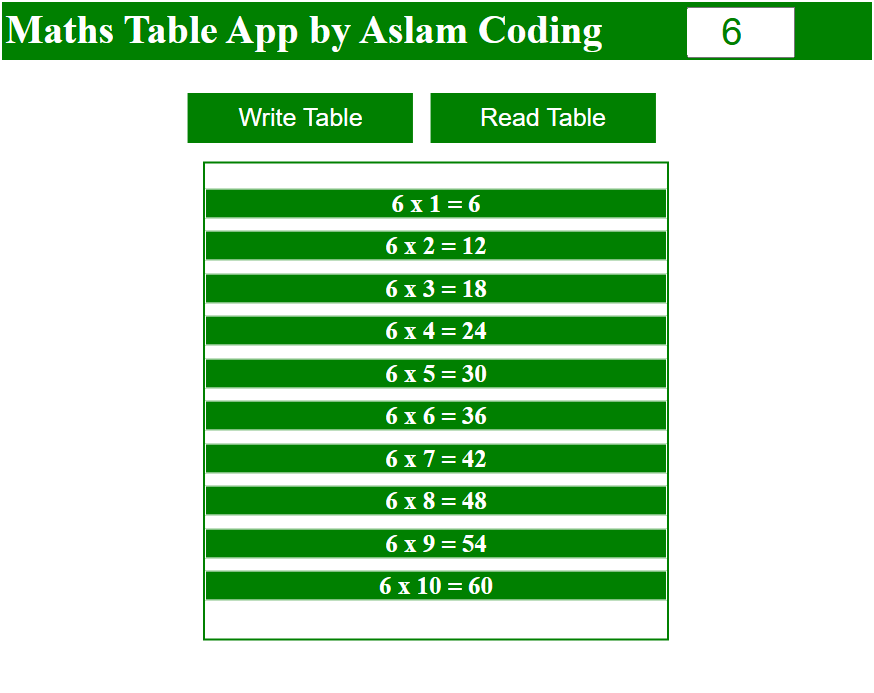 Maths Table App by Aslam Coding 6
Write Table Read Table
6 x 1 = 6
6 x 2 = 12
6 x 3 = 18
6 x 4 = 24
6 x 5 = 30
6 x 6 = 36
6 x 7 = 42
6 x 8 = 48
6 x 9 = 54
6 x 10 = 60